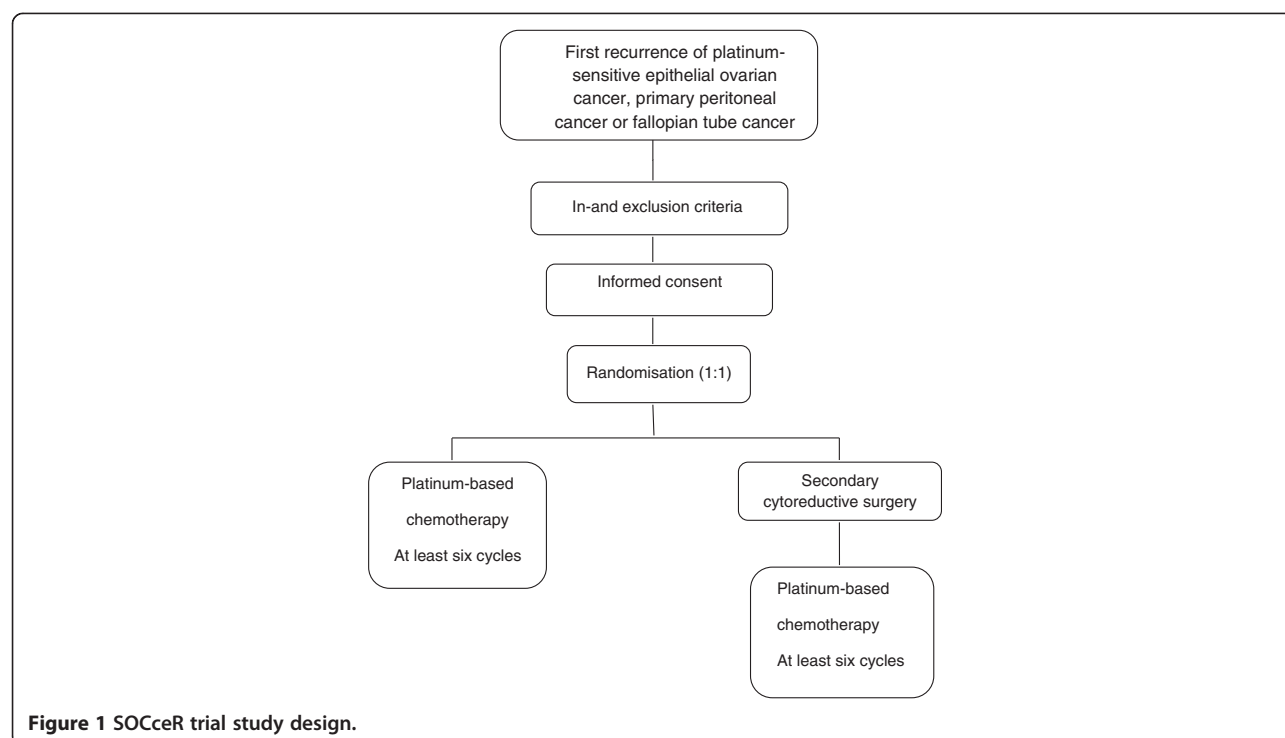 First recurrence of platinum-
sensitive epithelial ovarian
cancer, primary peritoneal
cancer or fallopian tube cancer
In-and exclusion criteria
Informed consent
Randomisation (1:1)
Platinum-based
chemotherapy
At least six cycles
Secondary
cytoreductive surgery
Platinum-based
chemotherapy
At least six cycles
Figure 1 SOCceR trial study design.